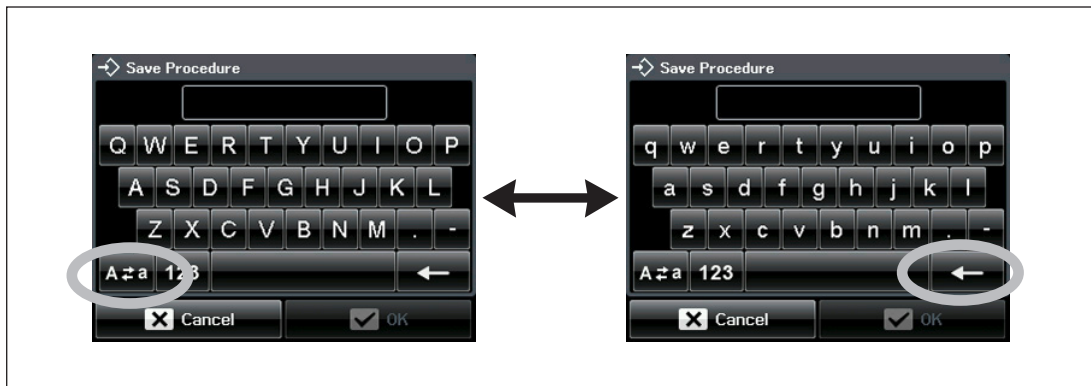 Save Procedure
Q W E R T Y U I O P
A S D F G H J K L
Z X C V B N M . -
A⇄a 123 ←
Cancel OK
Save Procedure
q w e r t y u i o p
a s d f g h j k l
z x c v b n m . -
A⇄a 123 ←
Cancel OK